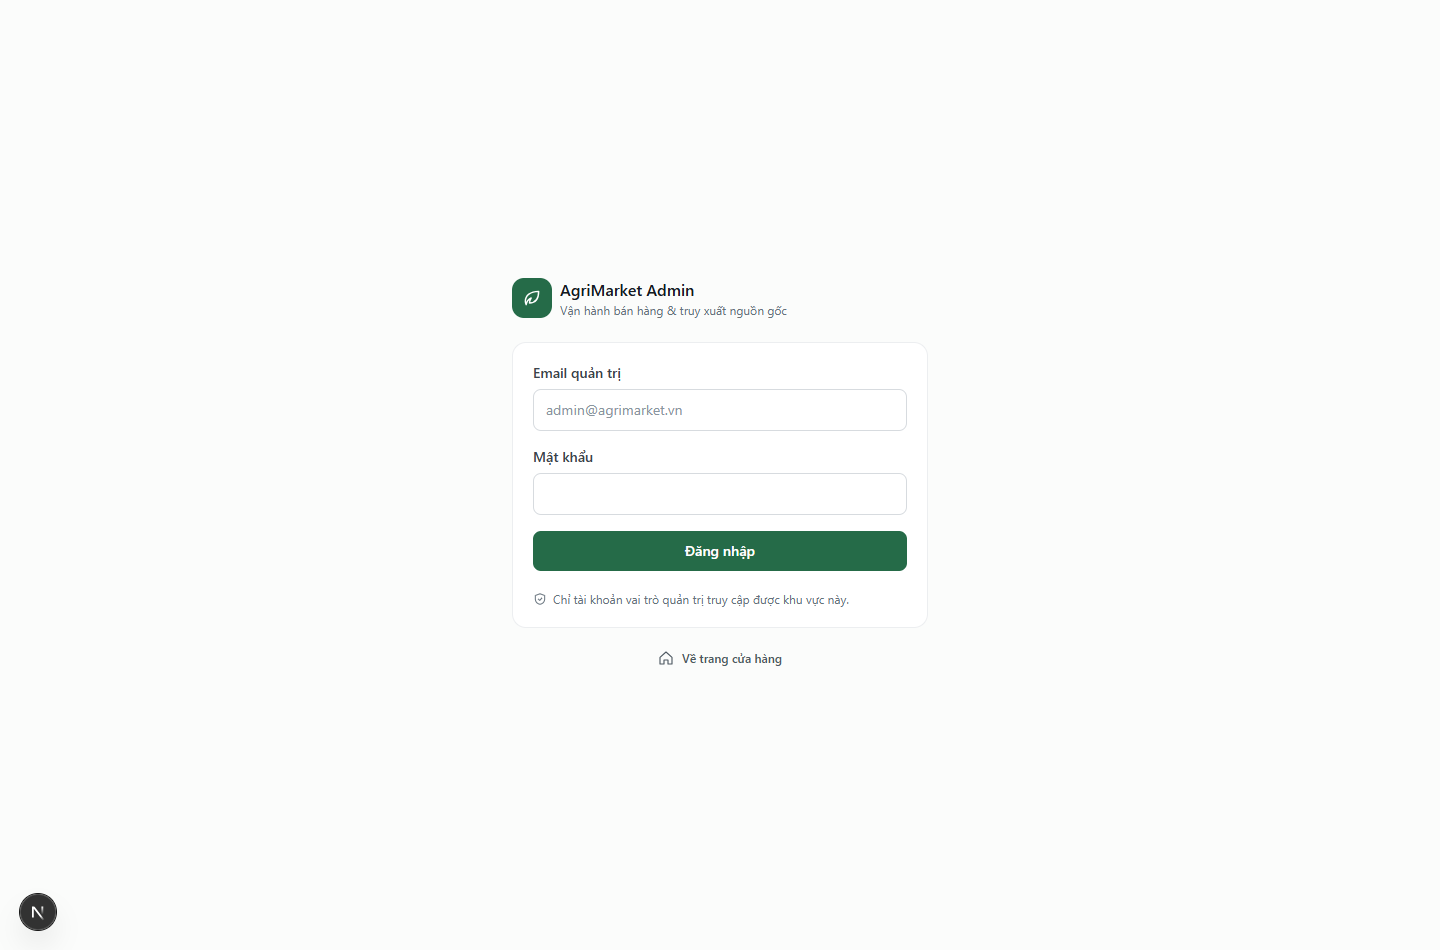 AgriMarket Admin
Vận hành bán hàng & truy xuất nguồn gốc
Email quản trị
admin@agrimarket.vn
Mật khẩu
Đăng nhập
Chỉ tài khoản vai trò quản trị truy cập được khu vực này.
Về trang cửa hàng
N